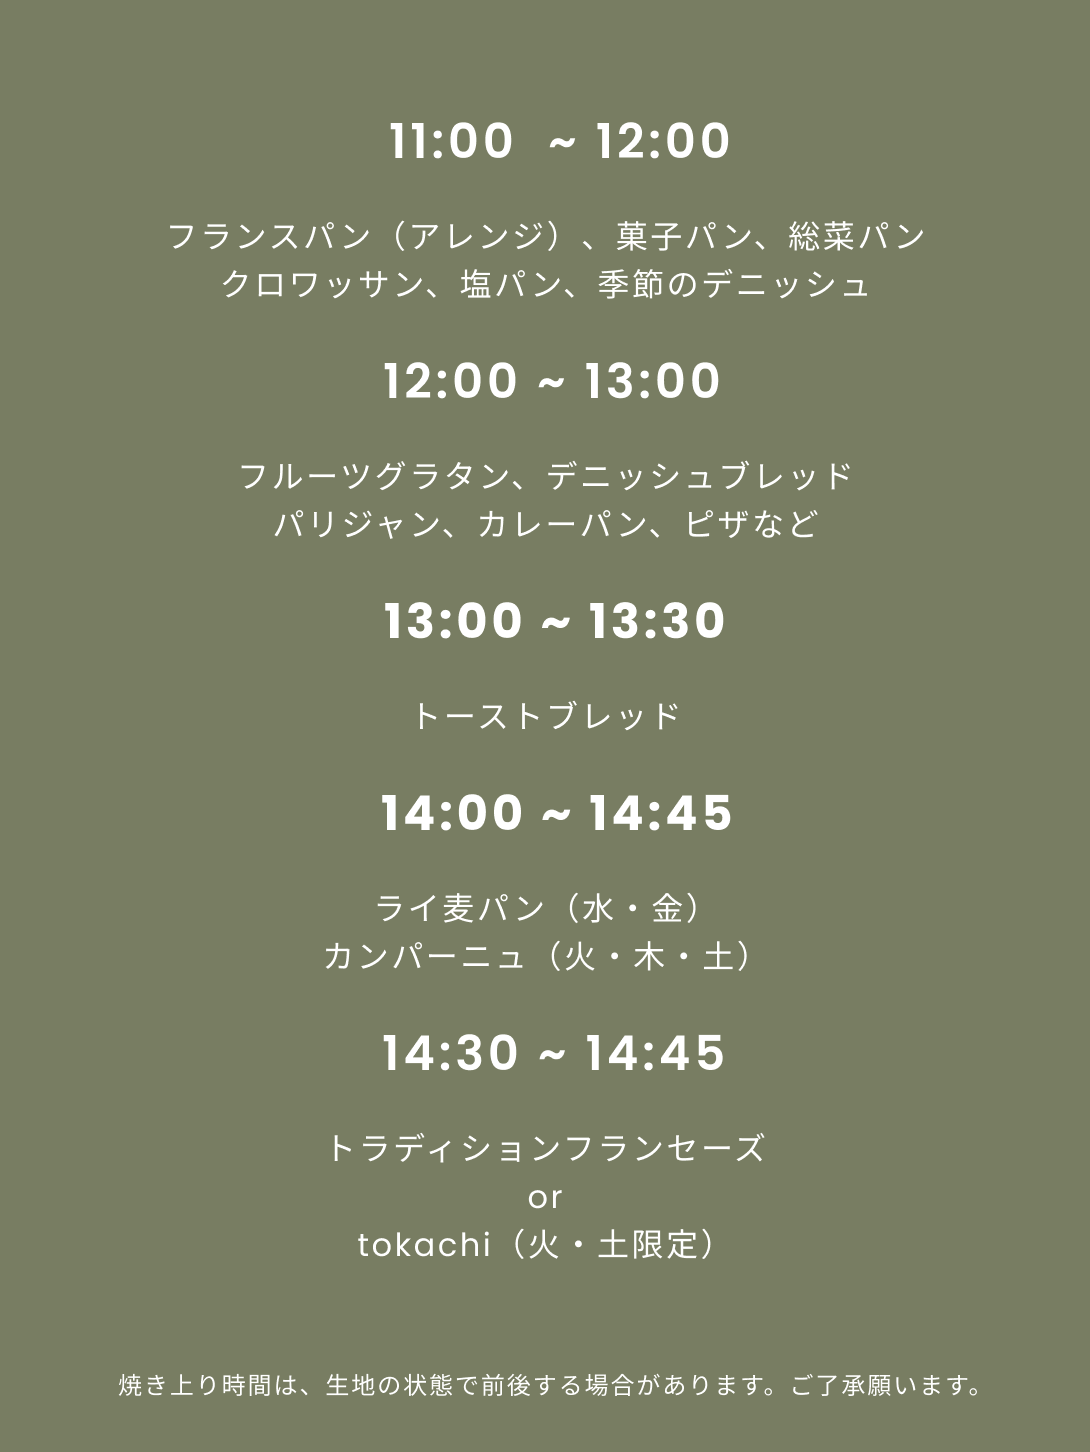 11:00 ~ 12:00
フランスパン（アレンジ）、菓子パン、総菜パン
クロワッサン、塩パン、季節のデニッシュ
12:00 ~ 13:00
フルーツグラタン、デニッシュブレッド
パリジャン、カレーパン、ピザなど
13:00 ~ 13:30
トーストブレッド
14:00 ~ 14:45
ライ麦パン（水・金）
カンパーニュ（火・木・土）
14:30 ~ 14:45
トラディションフランセーズ
or
tokachi（火・土限定）
焼き上り時間は、生地の状態で前後する場合があります。ご了承願います。